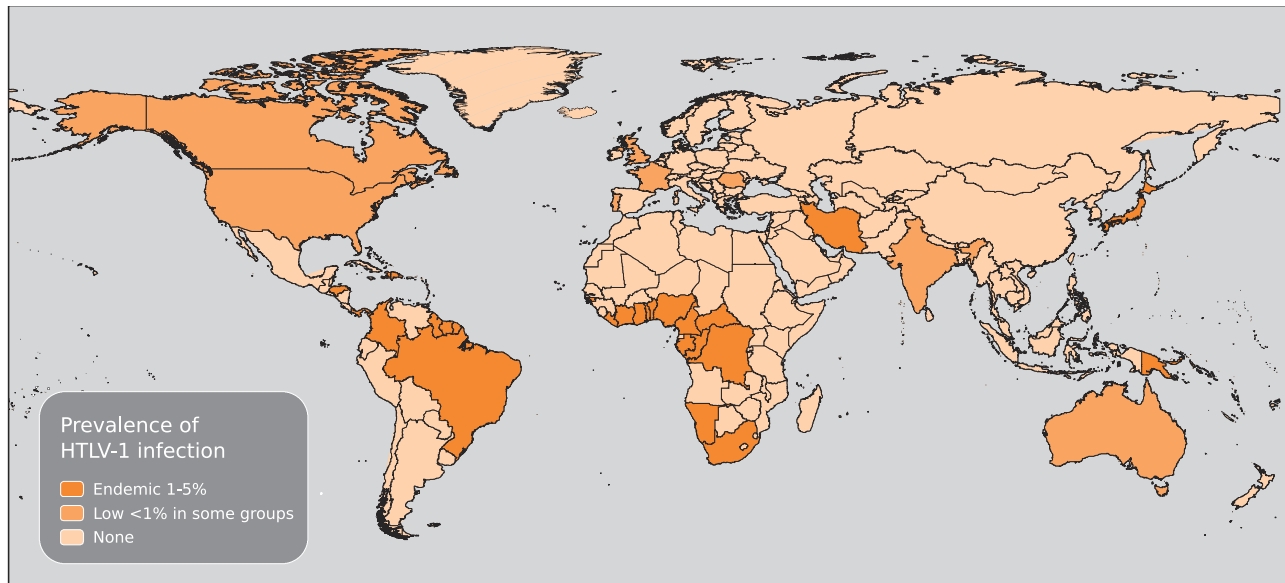 Prevalence of
HTLV-1 infection
Endemic 1-5%
Low <1% in some groups
None